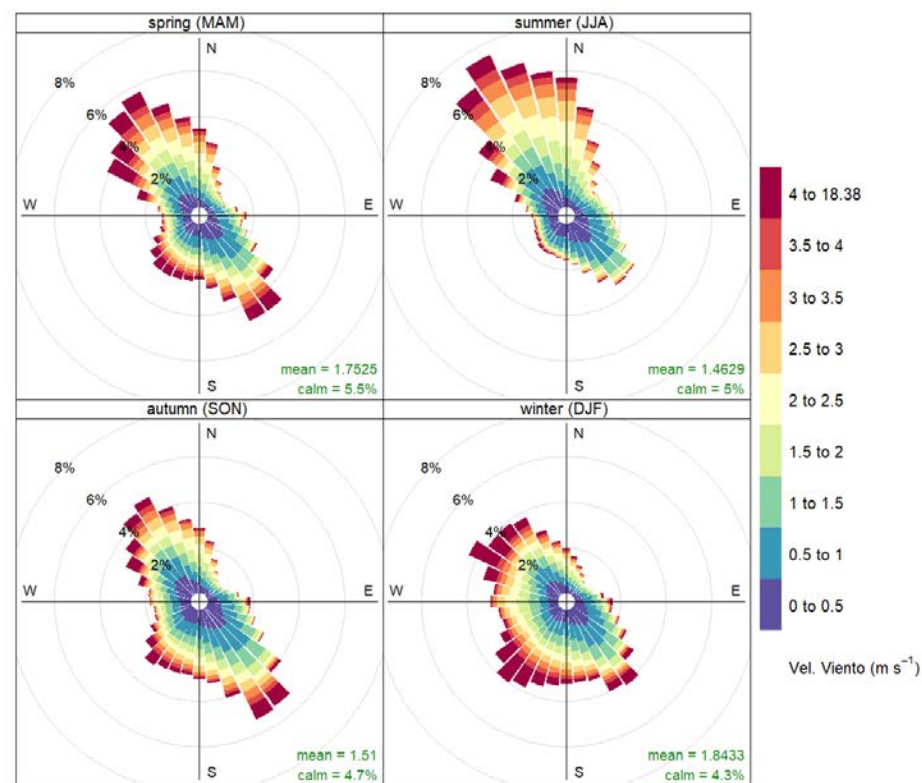 spring (MAM)
N
8%
6%
4%
2%
W
E
S
mean = 1.7525
calm = 5.5%
summer (JJA)
N
8%
6%
4%
2%
W
E
S
mean = 1.4629
calm = 5%
autumn (SON)
N
8%
6%
4%
2%
W
E
S
mean = 1.51
calm = 4.7%
winter (DJF)
N
8%
6%
4%
2%
W
E
S
mean = 1.8433
calm = 4.3%
4 to 18.38
3.5 to 4
3 to 3.5
2.5 to 3
2 to 2.5
1.5 to 2
1 to 1.5
0.5 to 1
0 to 0.5
Vel. Viento (m s⁻¹)